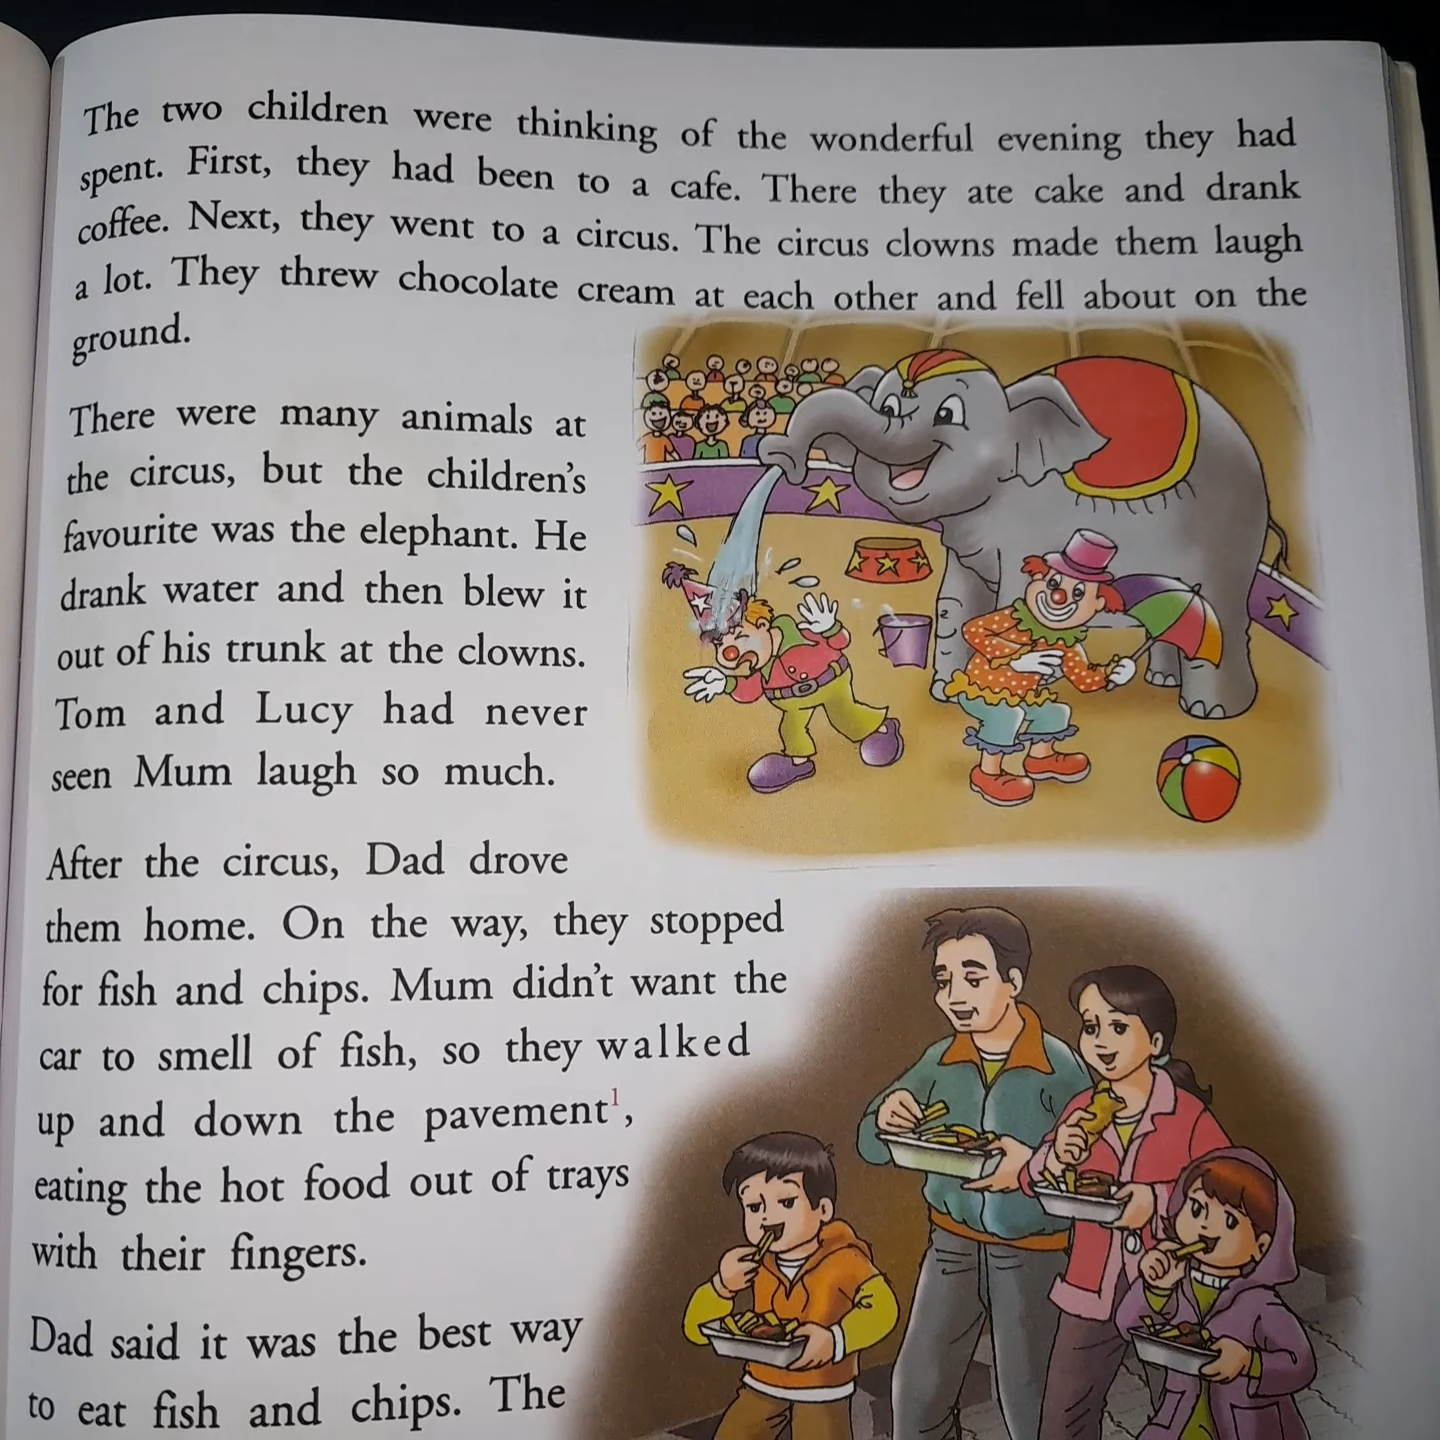 The two children were thinking of the wonderful evening they had
spent. First, they had been to a cafe. There they ate cake and drank
coffee. Next, they went to a circus. The circus clowns made them laugh
a lot. They threw chocolate cream at each other and fell about on the
ground.
There were many animals at
the circus, but the children's
favourite was the elephant. He
drank water and then blew it
out of his trunk at the clowns.
Tom and Lucy had never
seen Mum laugh so much.
After the circus, Dad drove
them home. On the way, they stopped
for fish and chips. Mum didn't want the
car to smell of fish, so they walked
up and down the pavement¹,
eating the hot food out of trays
with their fingers.
Dad said it was the best way
to eat fish and chips. The